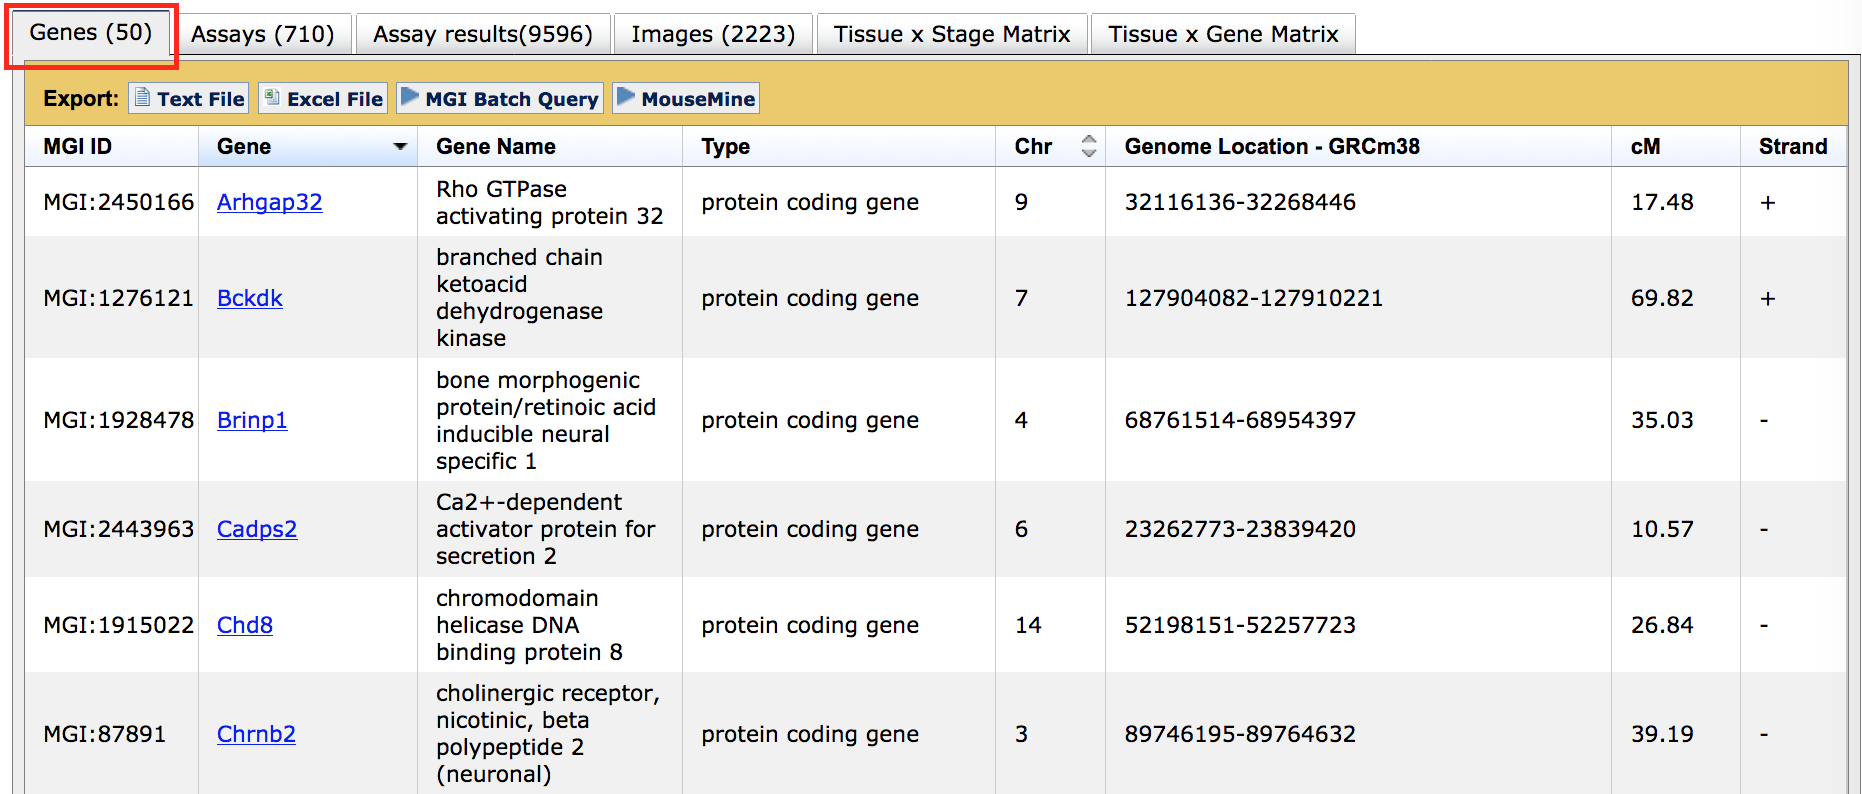 Genes (50) Assays (710) Assay results(9596) Images (2223) Tissue x Stage Matrix Tissue x Gene Matrix
Export: Text File Excel File MGI Batch Query MouseMine
MGI ID Gene Gene Name Type Chr Genome Location - GRCm38 cM Strand
MGI:2450166 Arhgap32 Rho GTPase
activating protein 32 protein coding gene 9 32116136-32268446 17.48 +
MGI:1276121 Bckdk branched chain
ketoacid
dehydrogenase
kinase protein coding gene 7 127904082-127910221 69.82 +
MGI:1928478 Brinp1 bone morphogenic
protein/retinoic acid
inducible neural
specific 1 protein coding gene 4 68761514-68954397 35.03 -
MGI:2443963 Cadps2 Ca2+-dependent
activator protein for
secretion 2 protein coding gene 6 23262773-23839420 10.57 -
MGI:1915022 Chd8 chromodomain
helicase DNA
binding protein 8 protein coding gene 14 52198151-52257723 26.84 -
MGI:87891 Chrnb2 cholinergic receptor,
nicotinic, beta
polypeptide 2
(neuronal) protein coding gene 3 89746195-89764632 39.19 -